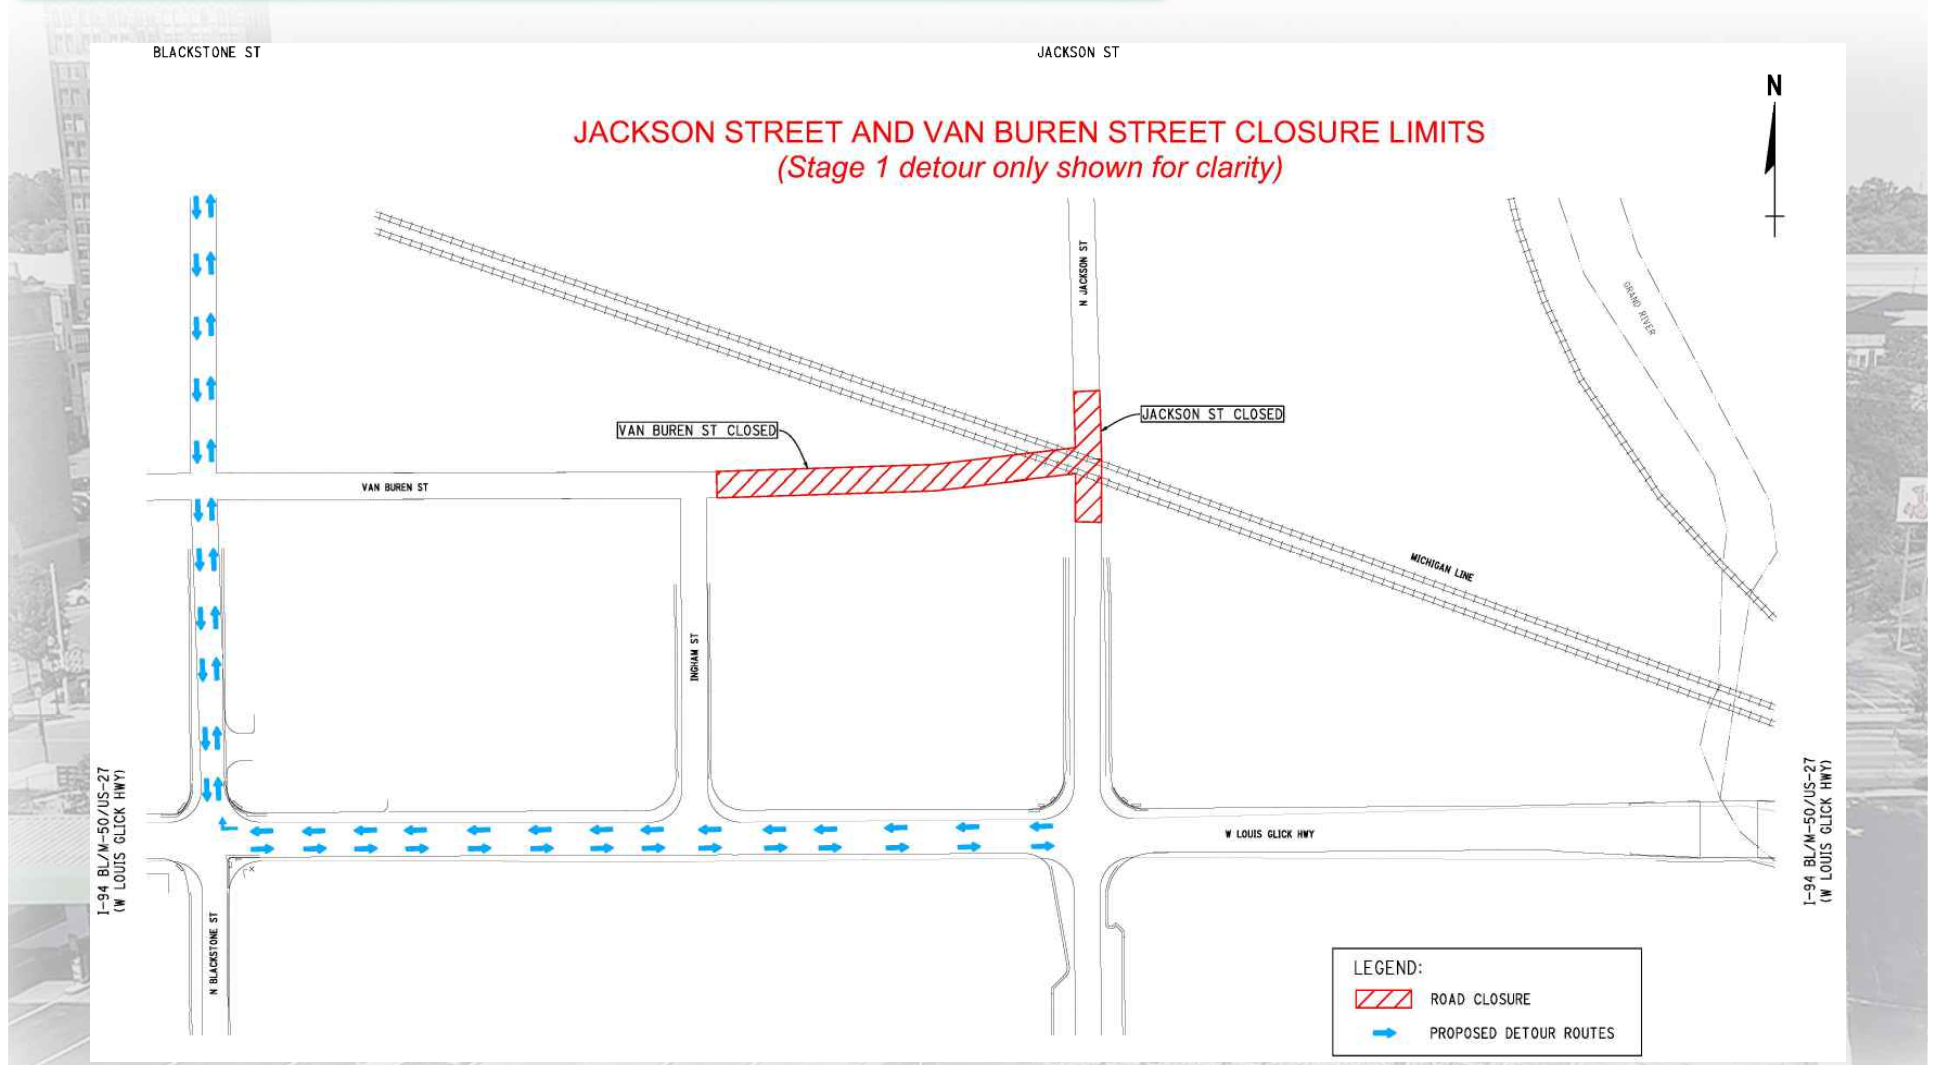 BLACKSTONE ST
JACKSON ST
N
JACKSON STREET AND VAN BUREN STREET CLOSURE LIMITS
(Stage 1 detour only shown for clarity)
N JACKSON ST
GRAND RIVER
JACKSON ST CLOSED
VAN BUREN ST CLOSED
VAN BUREN ST
MICHIGAN LINE
INGHAM ST
I-94 BL/M-50/US-27
(W LOUIS GLICK HWY)
W LOUIS GLICK HWY
I-94 BL/M-50/US-27
(W LOUIS GLICK HWY)
N BLACKSTONE ST
LEGEND:
ROAD CLOSURE
PROPOSED DETOUR ROUTES